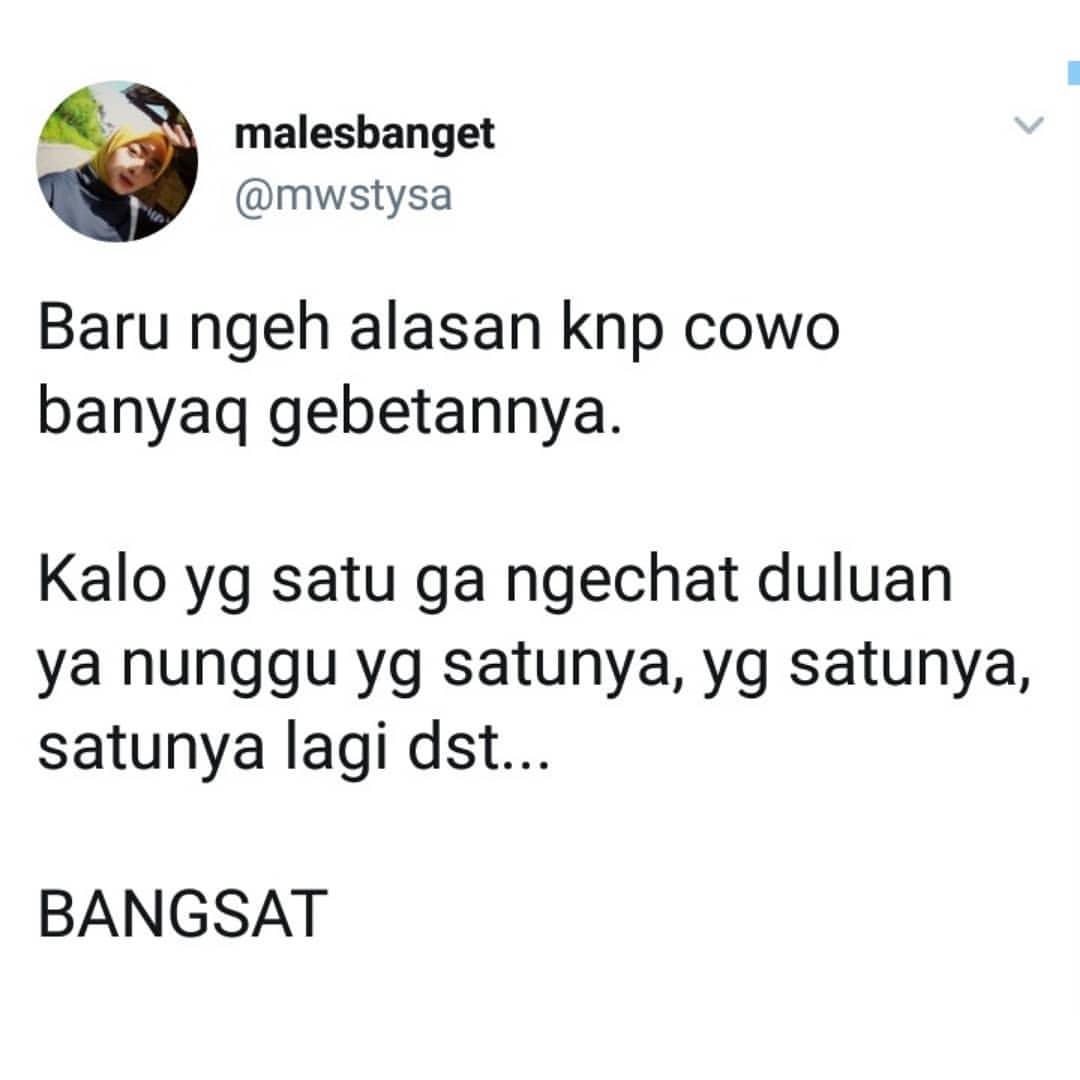 malesbanget
@mwstysa
Baru ngeh alasan knp cowo
banyaq gebetannya.
Kalo yg satu ga ngechat duluan
ya nunggu yg satunya, yg satunya,
satunya lagi dst...
BANGSAT